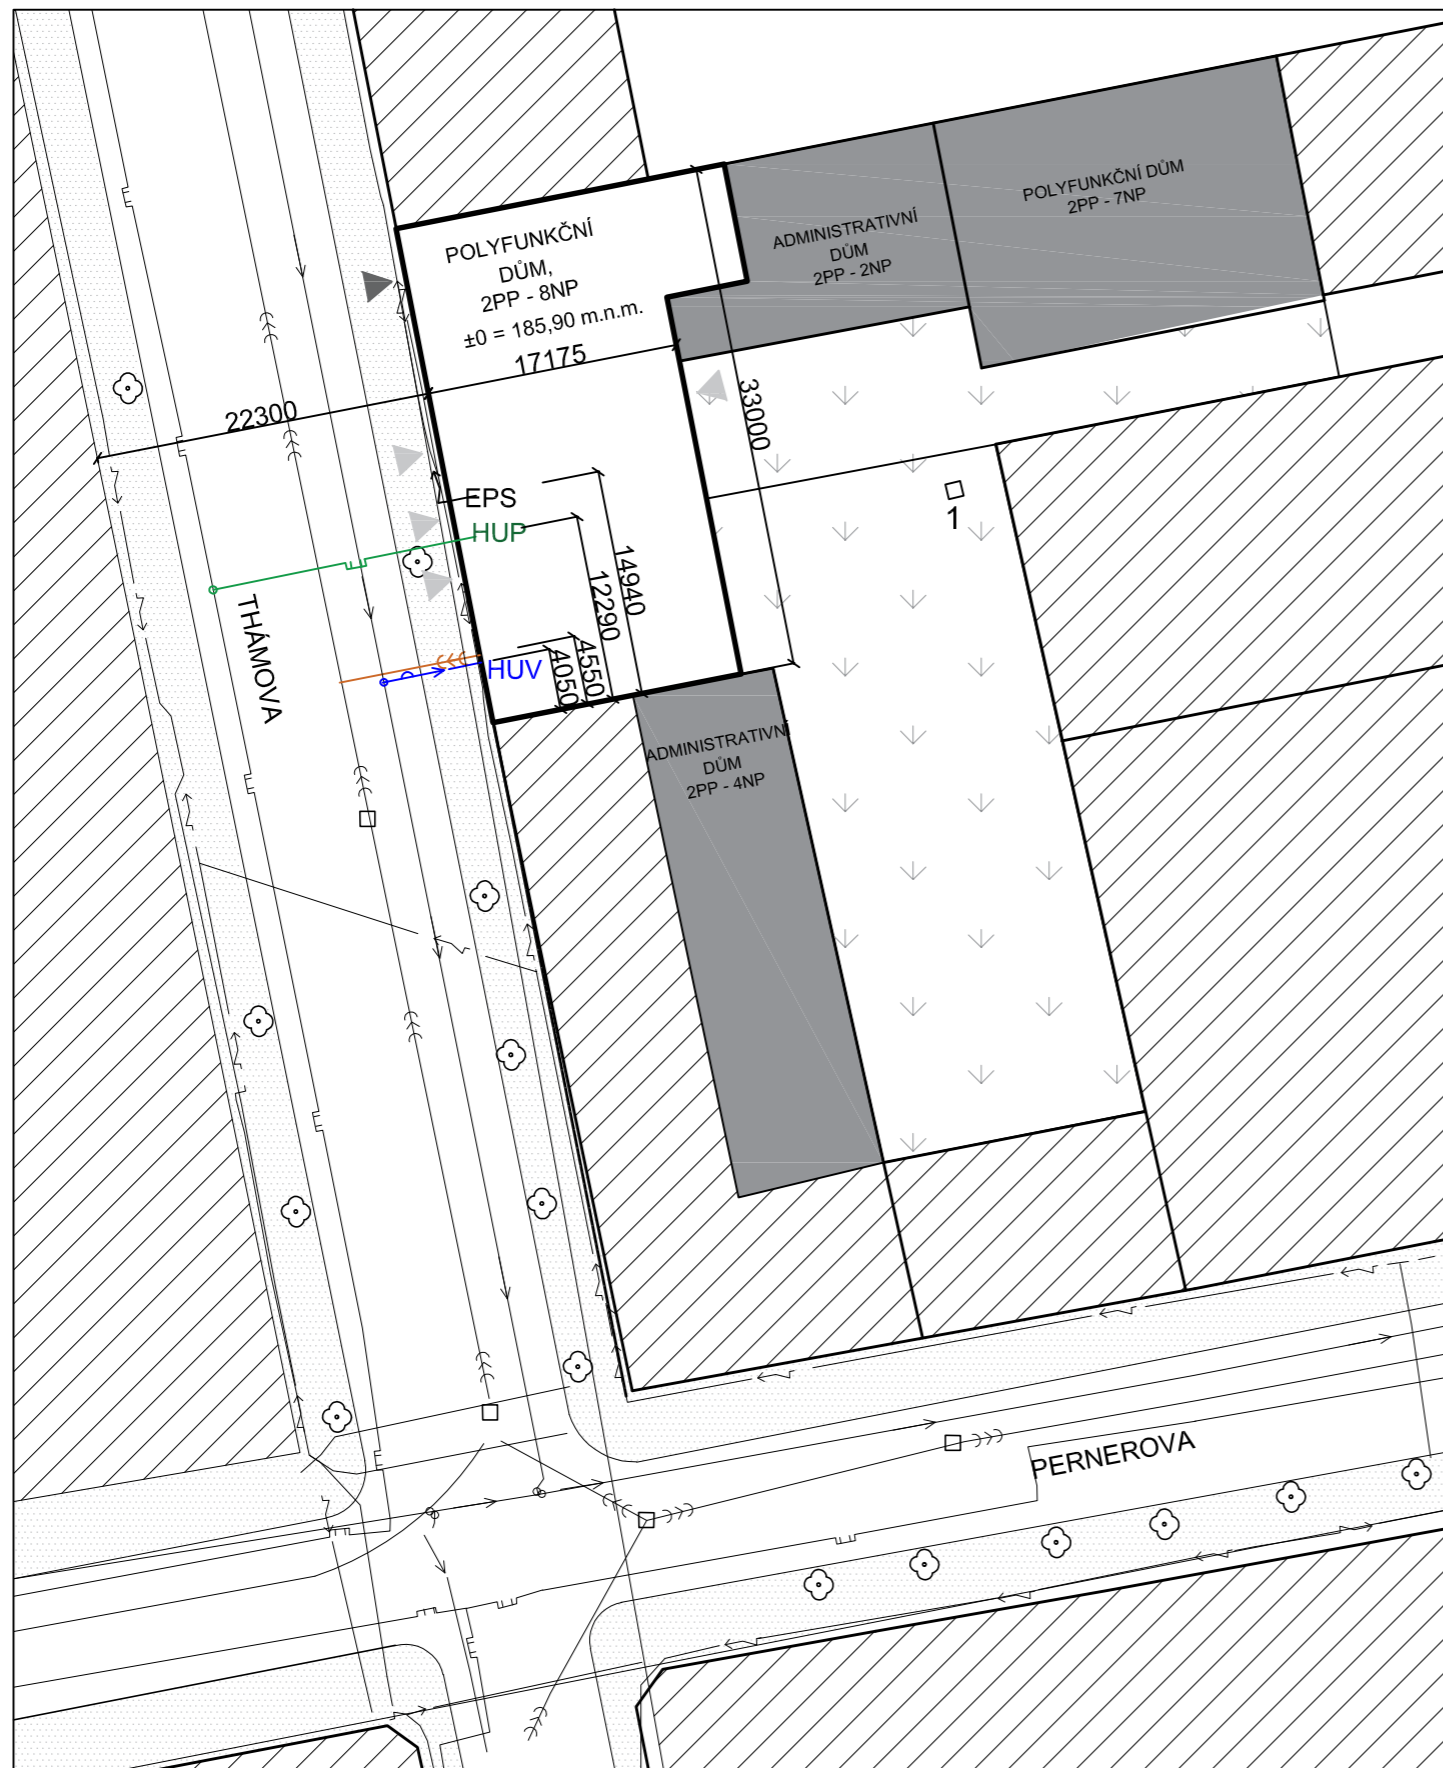 POLYFUNKČNÍ DŮM
2PP - 7NP
ADMINISTRATIVNÍ
DŮM
2PP - 2NP
POLYFUNKČNÍ
DŮM,
2PP - 8NP
±0 = 185,90 m.n.m.
17175
33000
22300
EPS
HUP
14940
12290
4550
4050
HUV
1
THÁMOVA
ADMINISTRATIVNÍ
DŮM
2PP - 4NP
PERNEROVA